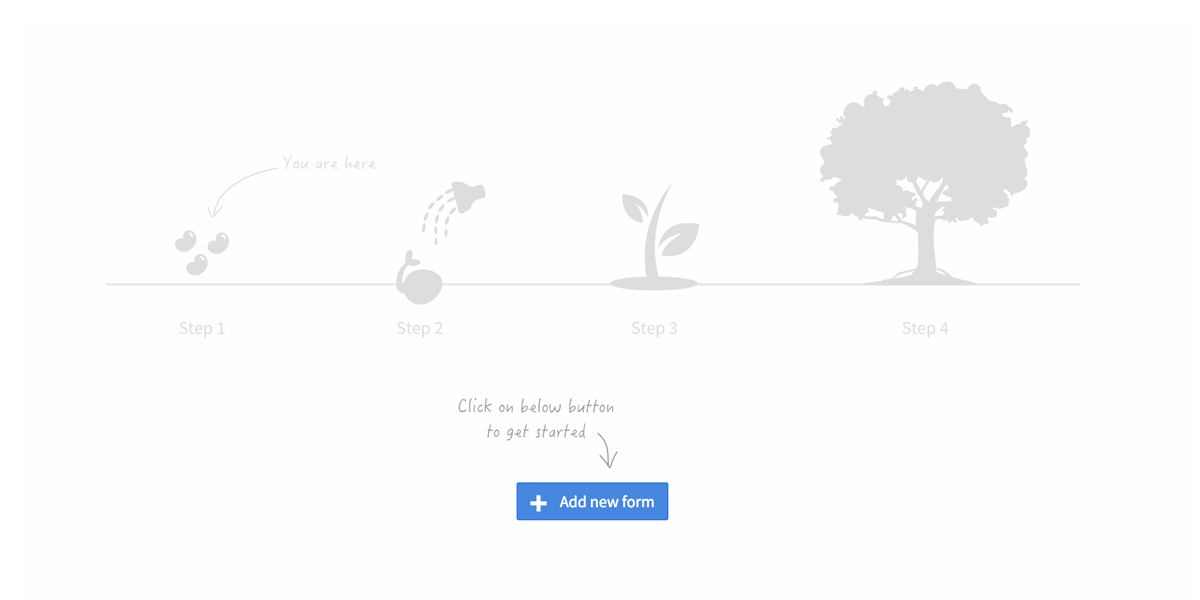 You are here
Step 1
Step 2
Step 3
Step 4
Click on below button
to get started
Add new form